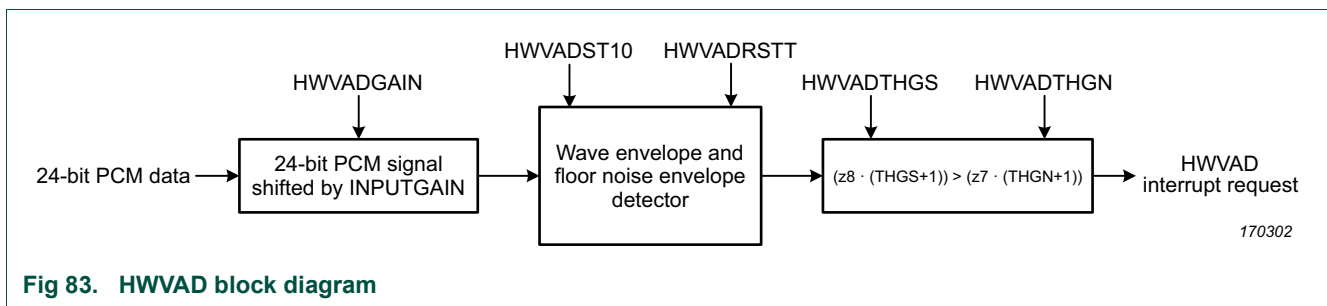 HWVADST10
HWVADRSTT
HWVADGAIN
HWVADTHGS
HWVADTHGN
24-bit PCM data
24-bit PCM signal
shifted by INPUTGAIN
Wave envelope and
floor noise envelope
detector
(z8 · (THGS+1)) > (z7 · (THGN+1))
HWVAD
interrupt request
170302
Fig 83. HWVAD block diagram